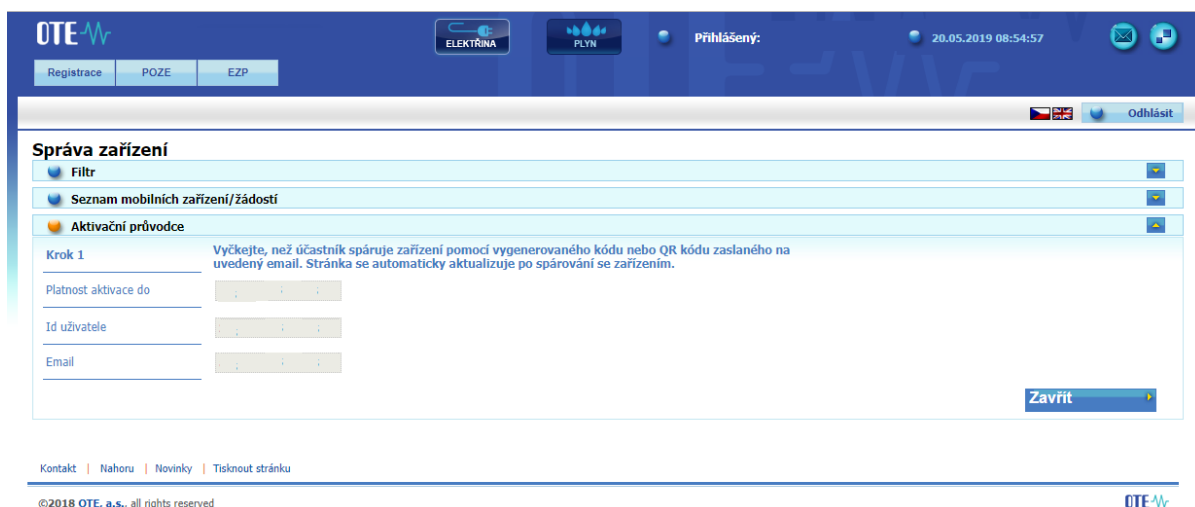 OTE
ELEKTŘINA
PLYN
Přihlášený:
20.05.2019 08:54:57
Registrace
POZE
EZP
Odhlásit
Správa zařízení
Filtr
Seznam mobilních zařízení/žádostí
Aktivační průvodce
Krok 1
Vyčkejte, než účastník spáruje zařízení pomocí vygenerovaného kódu nebo QR kódu zaslaného na
uvedený email. Stránka se automaticky aktualizuje po spárování se zařízením.
Platnost aktivace do
Id uživatele
Email
Zavřít
Kontakt | Nahoru | Novinky | Tisknout stránku
©2018 OTE, a.s., all rights reserved
OTE